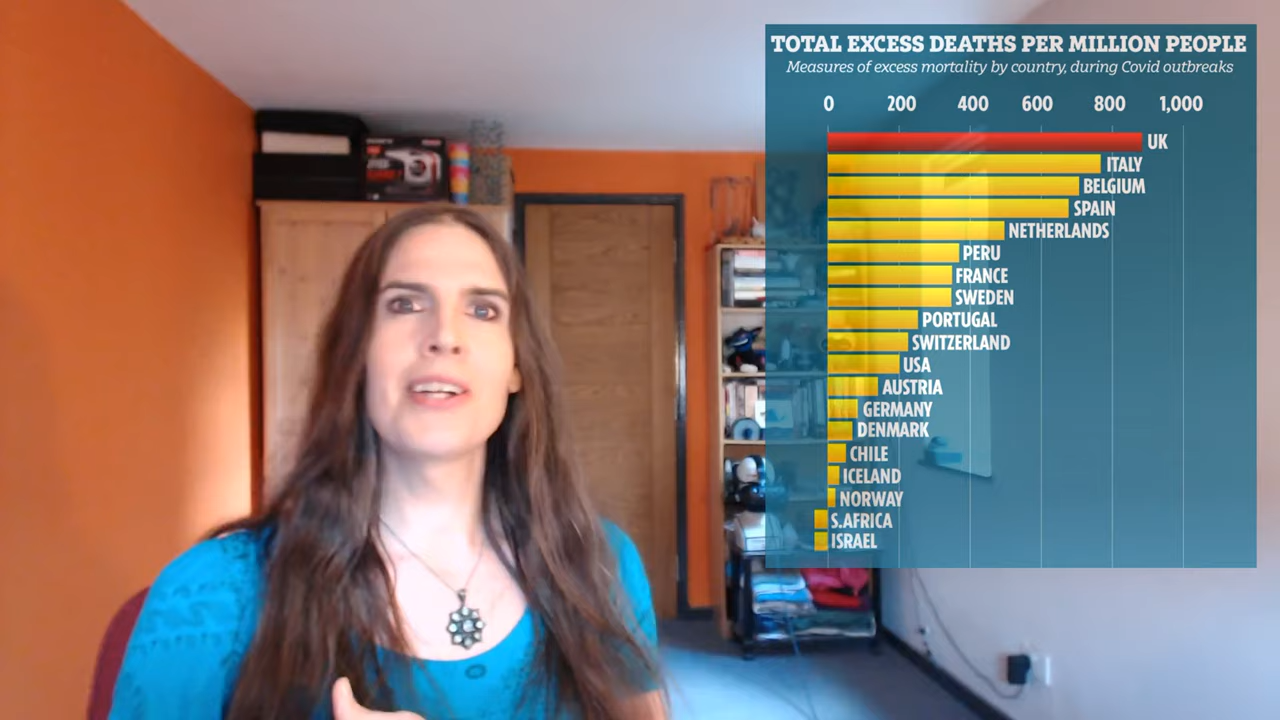 TOTAL EXCESS DEATHS PER MILLION PEOPLE
Measures of excess mortality by country, during Covid outbreaks
0 200 400 600 800 1,000
UK
ITALY
BELGIUM
SPAIN
NETHERLANDS
PERU
FRANCE
SWEDEN
PORTUGAL
SWITZERLAND
USA
AUSTRIA
GERMANY
DENMARK
CHILE
ICELAND
NORWAY
S.AFRICA
ISRAEL